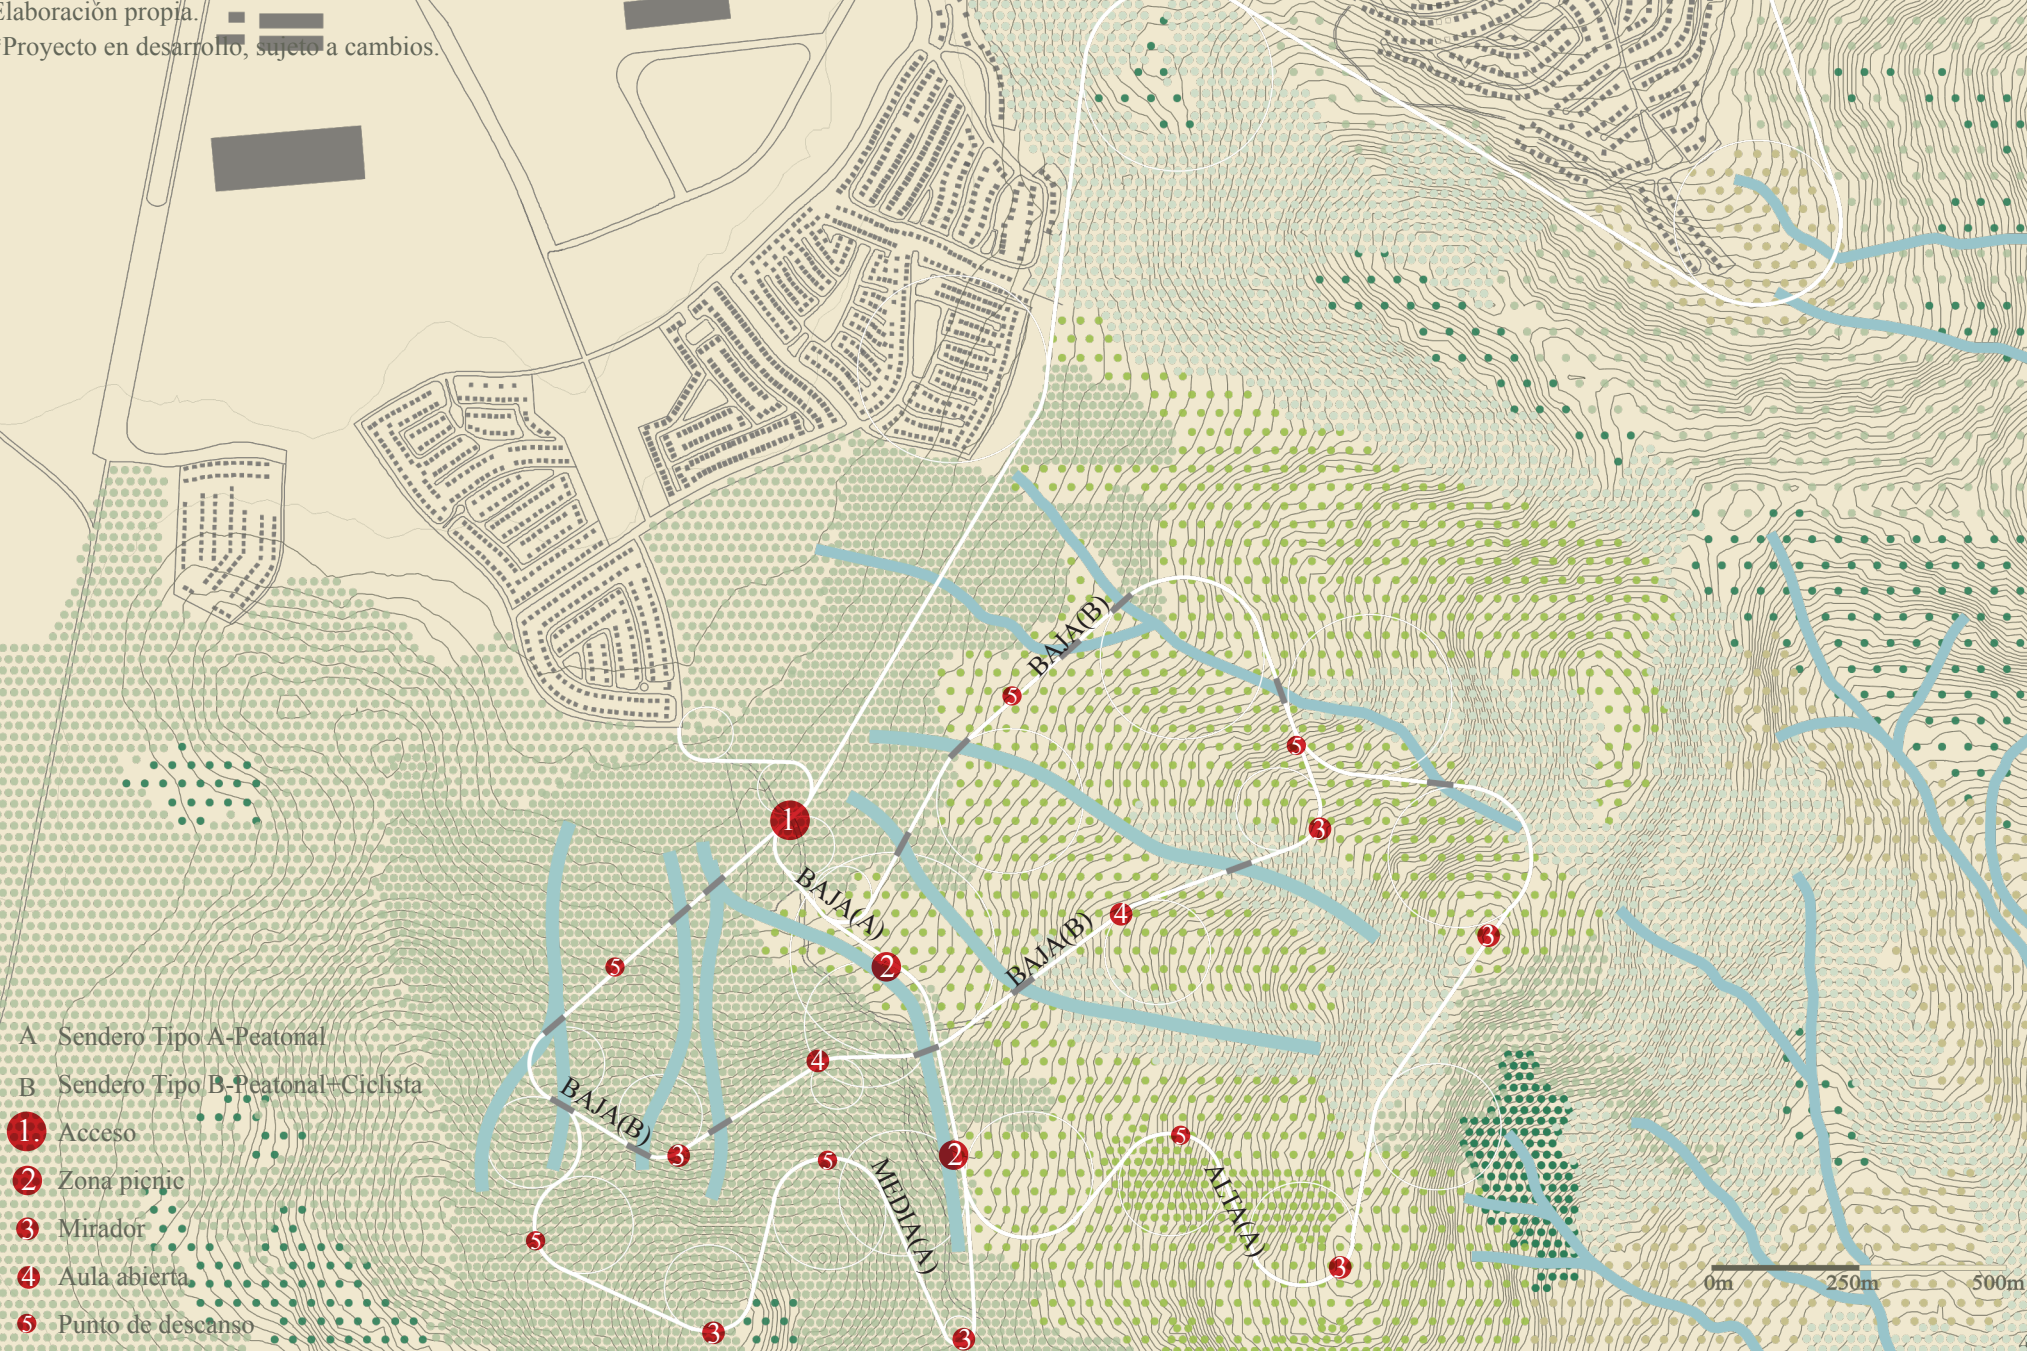 Elaboración propia.
*Proyecto en desarrollo, sujeto a cambios.
BAJA(B)
5
5
1
3
BAJA(A)
4
3
BAJA(B)
2
5
A Sendero Tipo A-Peatonal
4
B Sendero Tipo B-Peatonal+Ciclista
BAJA(B)
1. Acceso
5
3
2
5
2 Zona picnic
MEDIA(A)
ALTA(A)
3 Mirador
5
3
4 Aula abierta
0m 250m 500m
5 Punto de descanso
3
3